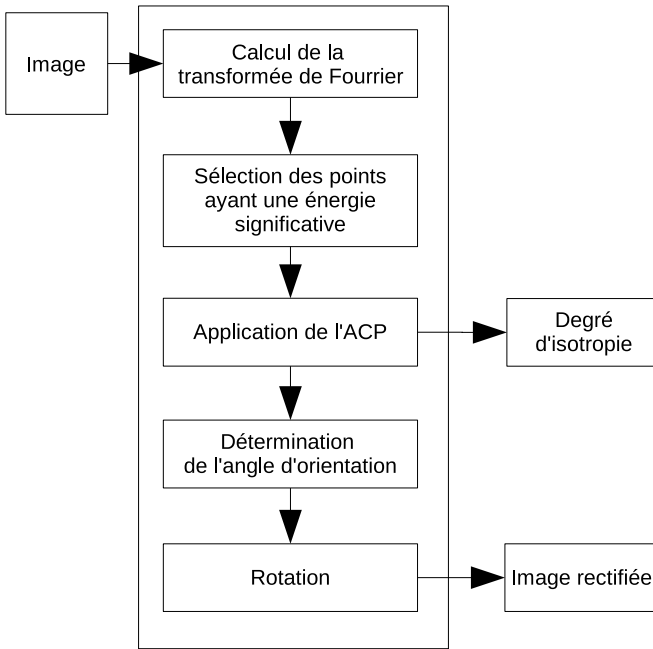 Image
Calcul de la
transformée de Fourrier
Sélection des points
ayant une énergie
significative
Application de l'ACP
Degré
d'isotropie
Détermination
de l'angle d'orientation
Rotation
Image rectifiée